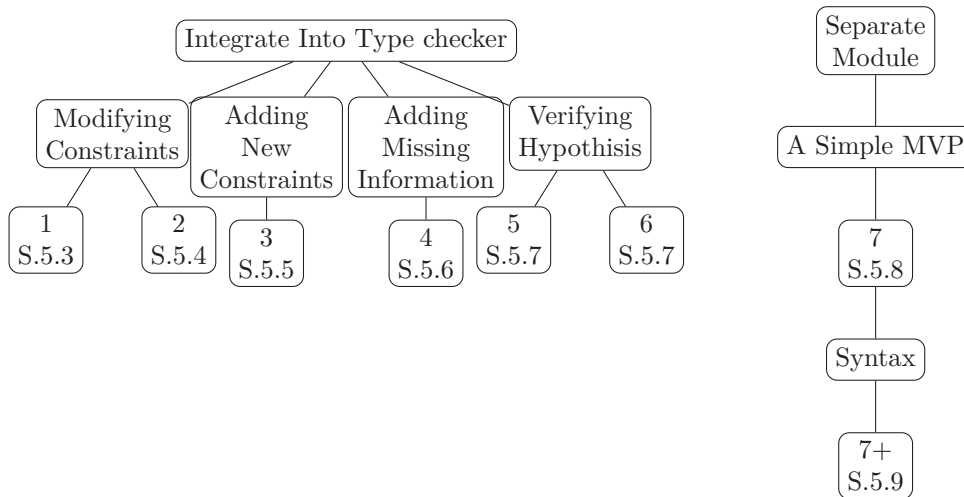 Integrate Into Type checker
Modifying
Constraints
Adding
New
Constraints
Adding
Missing
Information
Verifying
Hypothisis
1
S.5.3
2
S.5.4
3
S.5.5
4
S.5.6
5
S.5.7
6
S.5.7
Separate
Module
A Simple MVP
7
S.5.8
Syntax
7+
S.5.9